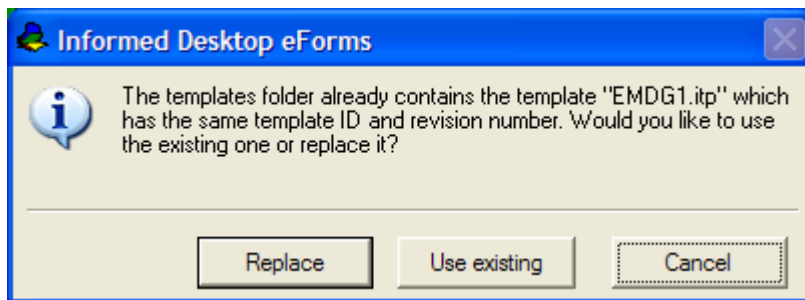 Informed Desktop eForms
The templates folder already contains the template "EMDG1.itp" which
has the same template ID and revision number. Would you like to use
the existing one or replace it?
Replace
Use existing
Cancel